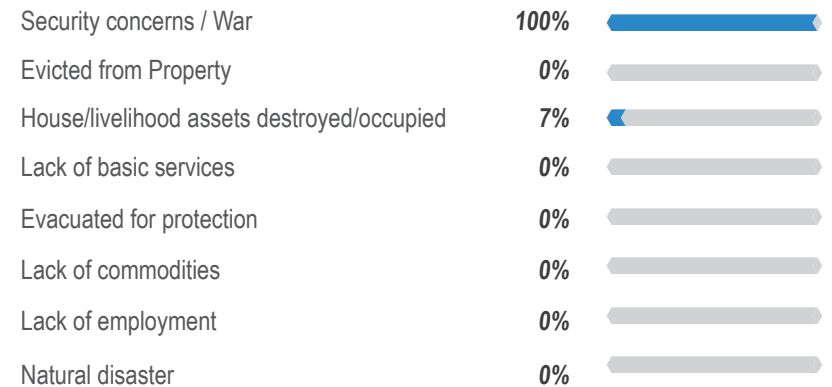 Security concerns / War 100%
Evicted from Property 0%
House/livelihood assets destroyed/occupied 7%
Lack of basic services 0%
Evacuated for protection 0%
Lack of commodities 0%
Lack of employment 0%
Natural disaster 0%